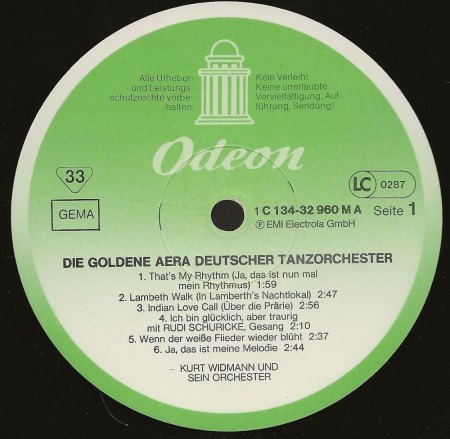 Alle Urheber-
und Leistungs-
schutzrechte vorbe-
halten.
Kein Verleih!
Keine unerlaubte
Vervielfältigung, Auf-
führung, Sendung!
Odeon
33
GEMA
LC 0287
1 C 134-32 960 M A Seite 1
Ⓟ EMI Electrola GmbH
DIE GOLDENE AERA DEUTSCHER TANZORCHESTER
1. That's My Rhythm (Ja, das ist nun mal
mein Rhythmus) 1:59
2. Lambeth Walk (In Lamberth's Nachtlokal) 2:47
3. Indian Love Call (Über die Prärie) 2:56
4. Ich bin glücklich, aber traurig
mit RUDI SCHURICKE, Gesang 2:10
5. Wenn der weiße Flieder wieder blüht 2:37
6. Ja, das ist meine Melodie 2:44
KURT WIDMANN UND
SEIN ORCHESTER